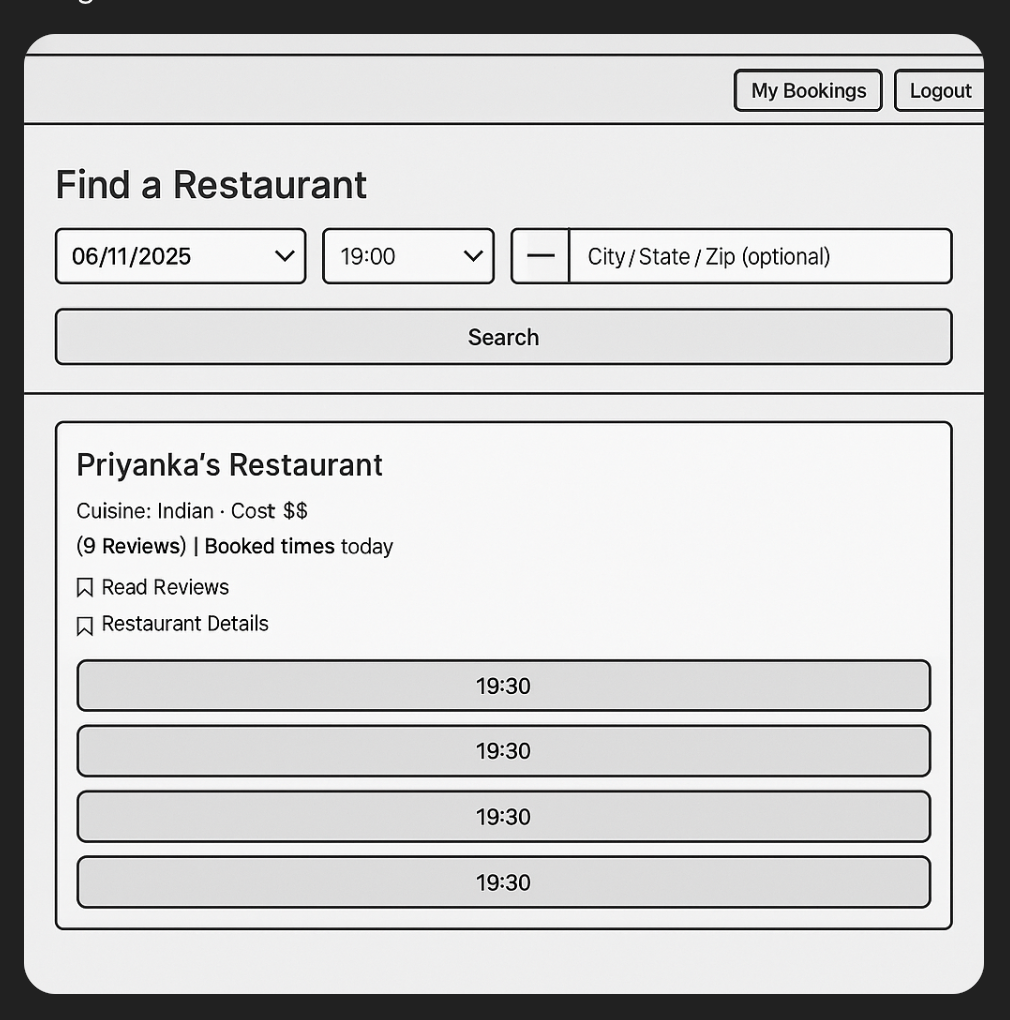 My Bookings Logout
Find a Restaurant
06/11/2025 19:00 — City / State / Zip (optional)
Search
Priyanka’s Restaurant
Cuisine: Indian · Cost $$
(9 Reviews) | Booked times today
Read Reviews
Restaurant Details
19:30
19:30
19:30
19:30